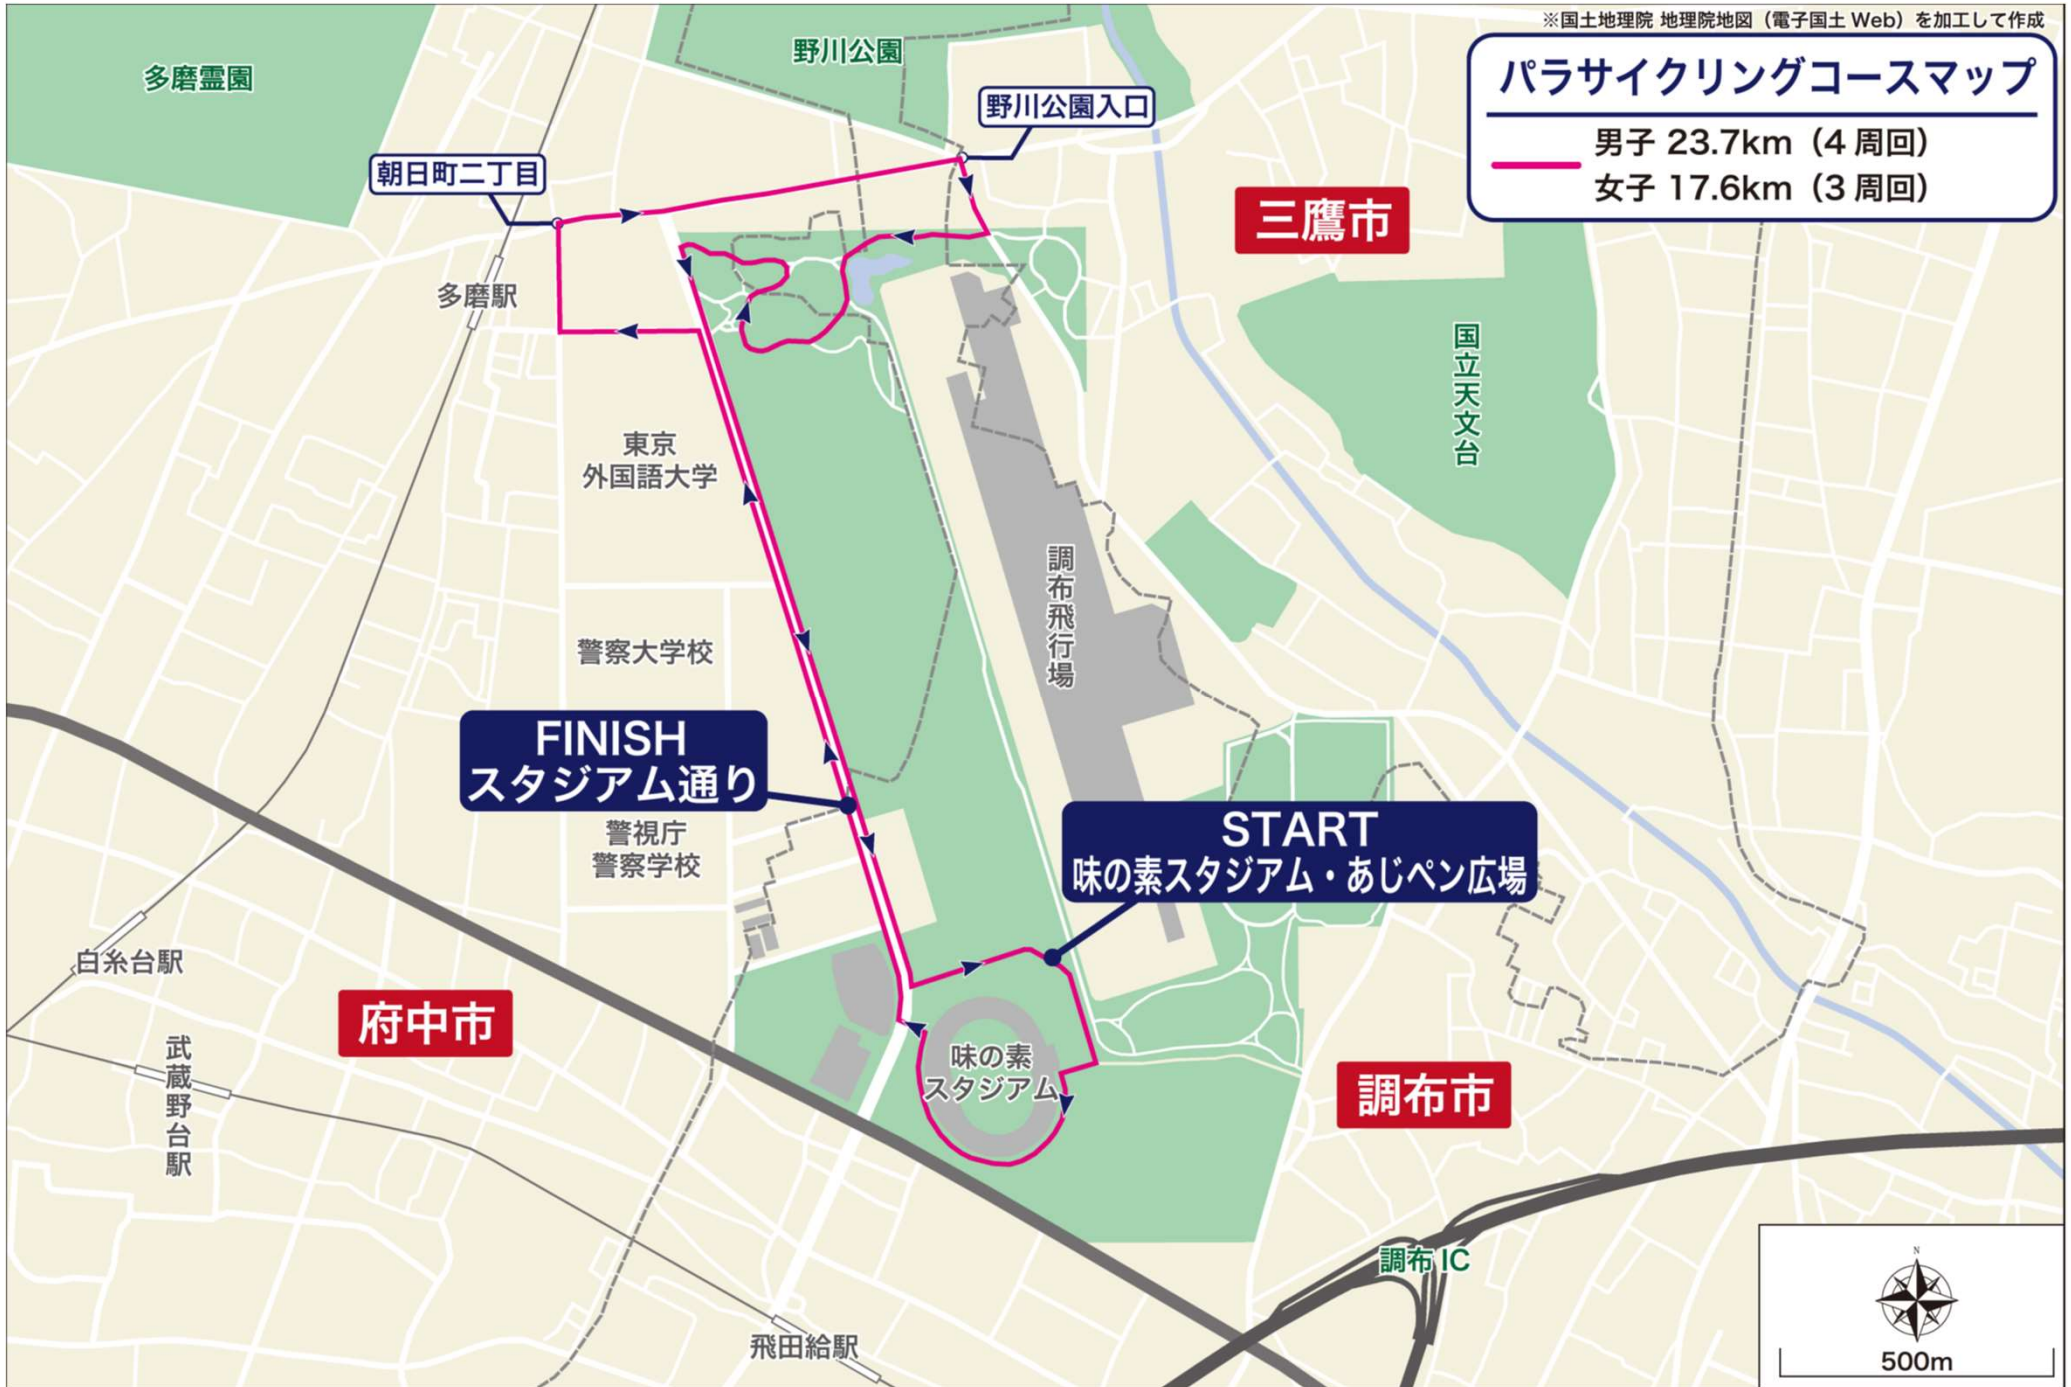 ※国土地理院 地理院地図（電子国土 Web）を加工して作成
パラサイクリングコースマップ
男子 23.7km（4 周回）
女子 17.6km（3 周回）
多磨霊園
野川公園
野川公園入口
朝日町二丁目
三鷹市
多磨駅
国立天文台
東京
外国語大学
調布飛行場
警察大学校
FINISH
スタジアム通り
警視庁
警察学校
START
味の素スタジアム・あじペン広場
白糸台駅
府中市
武蔵野台駅
味の素
スタジアム
調布市
調布 IC
飛田給駅
N
500m